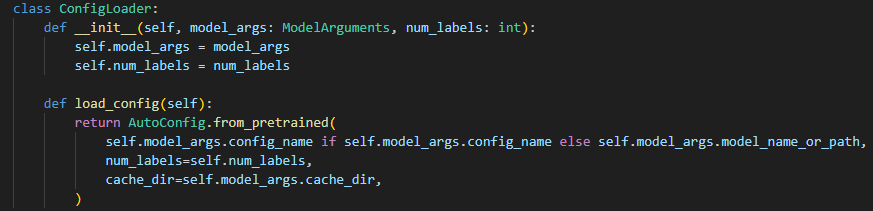 class ConfigLoader:
    def __init__(self, model_args: ModelArguments, num_labels: int):
        self.model_args = model_args
        self.num_labels = num_labels

    def load_config(self):
        return AutoConfig.from_pretrained(
            self.model_args.config_name if self.model_args.config_name else self.model_args.model_name_or_path,
            num_labels=self.num_labels,
            cache_dir=self.model_args.cache_dir,
        )